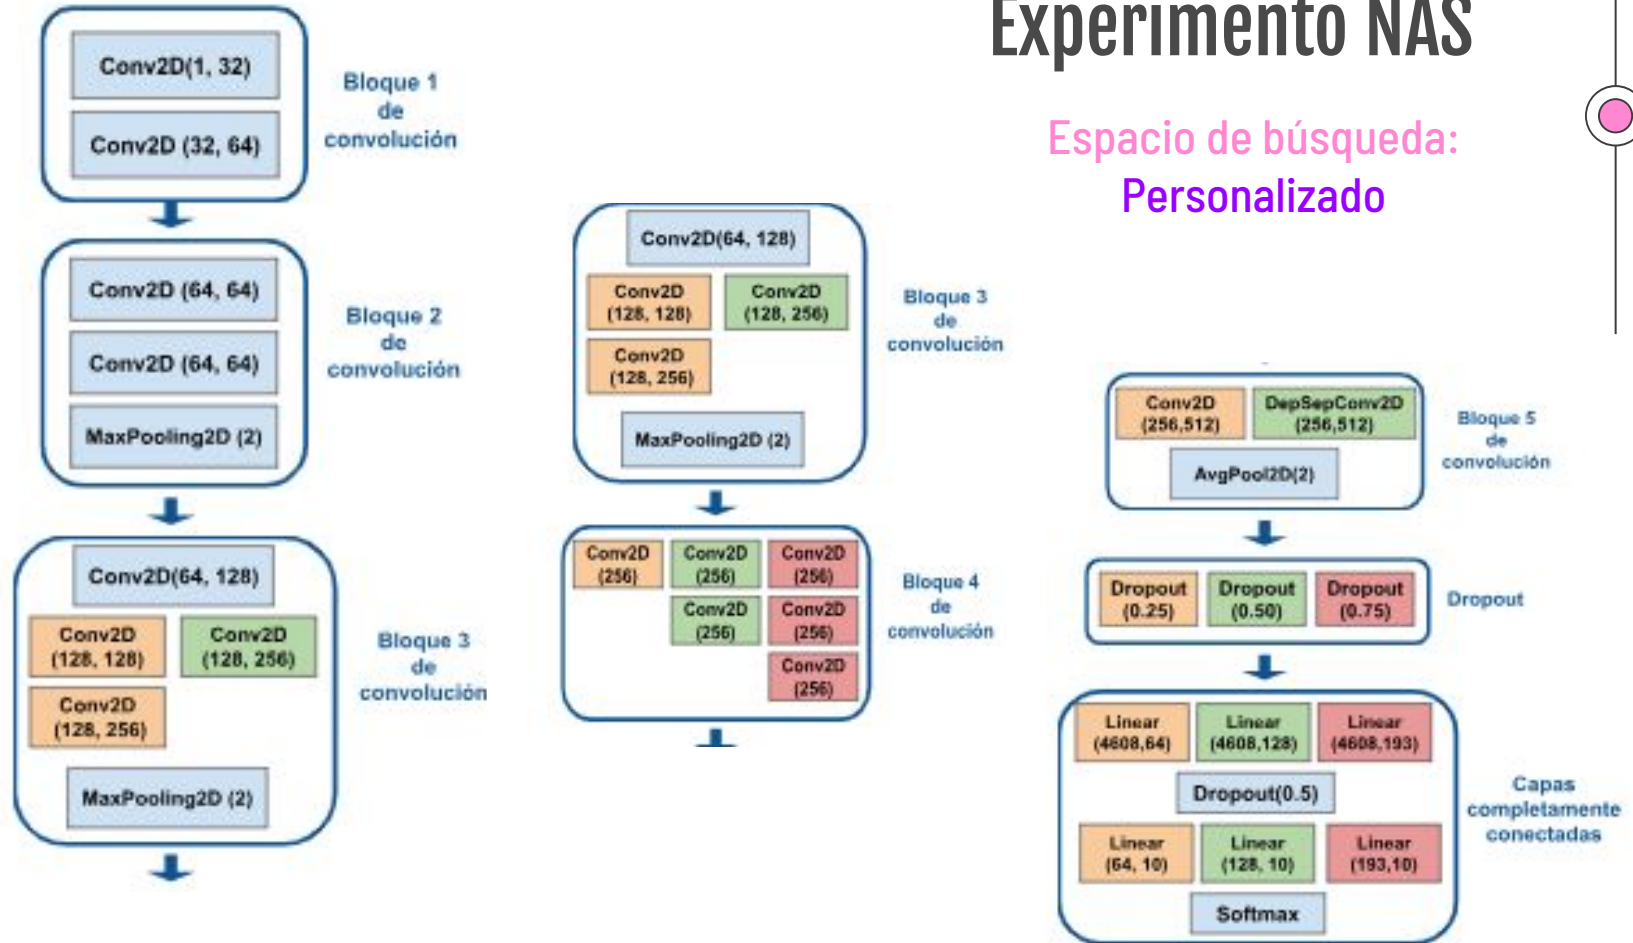 Experimento NAS
Espacio de búsqueda:
Personalizado
Conv2D(1, 32)
Conv2D (32, 64)
Bloque 1
de
convolución
Conv2D (64, 64)
Conv2D (64, 64)
MaxPooling2D (2)
Bloque 2
de
convolución
Conv2D(64, 128)
Conv2D
(128, 128)
Conv2D
(128, 256)
Conv2D
(128, 256)
MaxPooling2D (2)
Bloque 3
de
convolución
Conv2D(64, 128)
Conv2D
(128, 128)
Conv2D
(128, 256)
Conv2D
(128, 256)
MaxPooling2D (2)
Bloque 3
de
convolución
Conv2D
(256)
Conv2D
(256)
Conv2D
(256)
Conv2D
(256)
Conv2D
(256)
Conv2D
(256)
Bloque 4
de
convolución
Conv2D
(256,512)
DepSepConv2D
(256,512)
AvgPool2D(2)
Bloque 5
de
convolución
Dropout
(0.25)
Dropout
(0.50)
Dropout
(0.75)
Dropout
Linear
(4608,64)
Linear
(4608,128)
Linear
(4608,193)
Dropout(0.5)
Linear
(64, 10)
Linear
(128, 10)
Linear
(193,10)
Softmax
Capas
completamente
conectadas